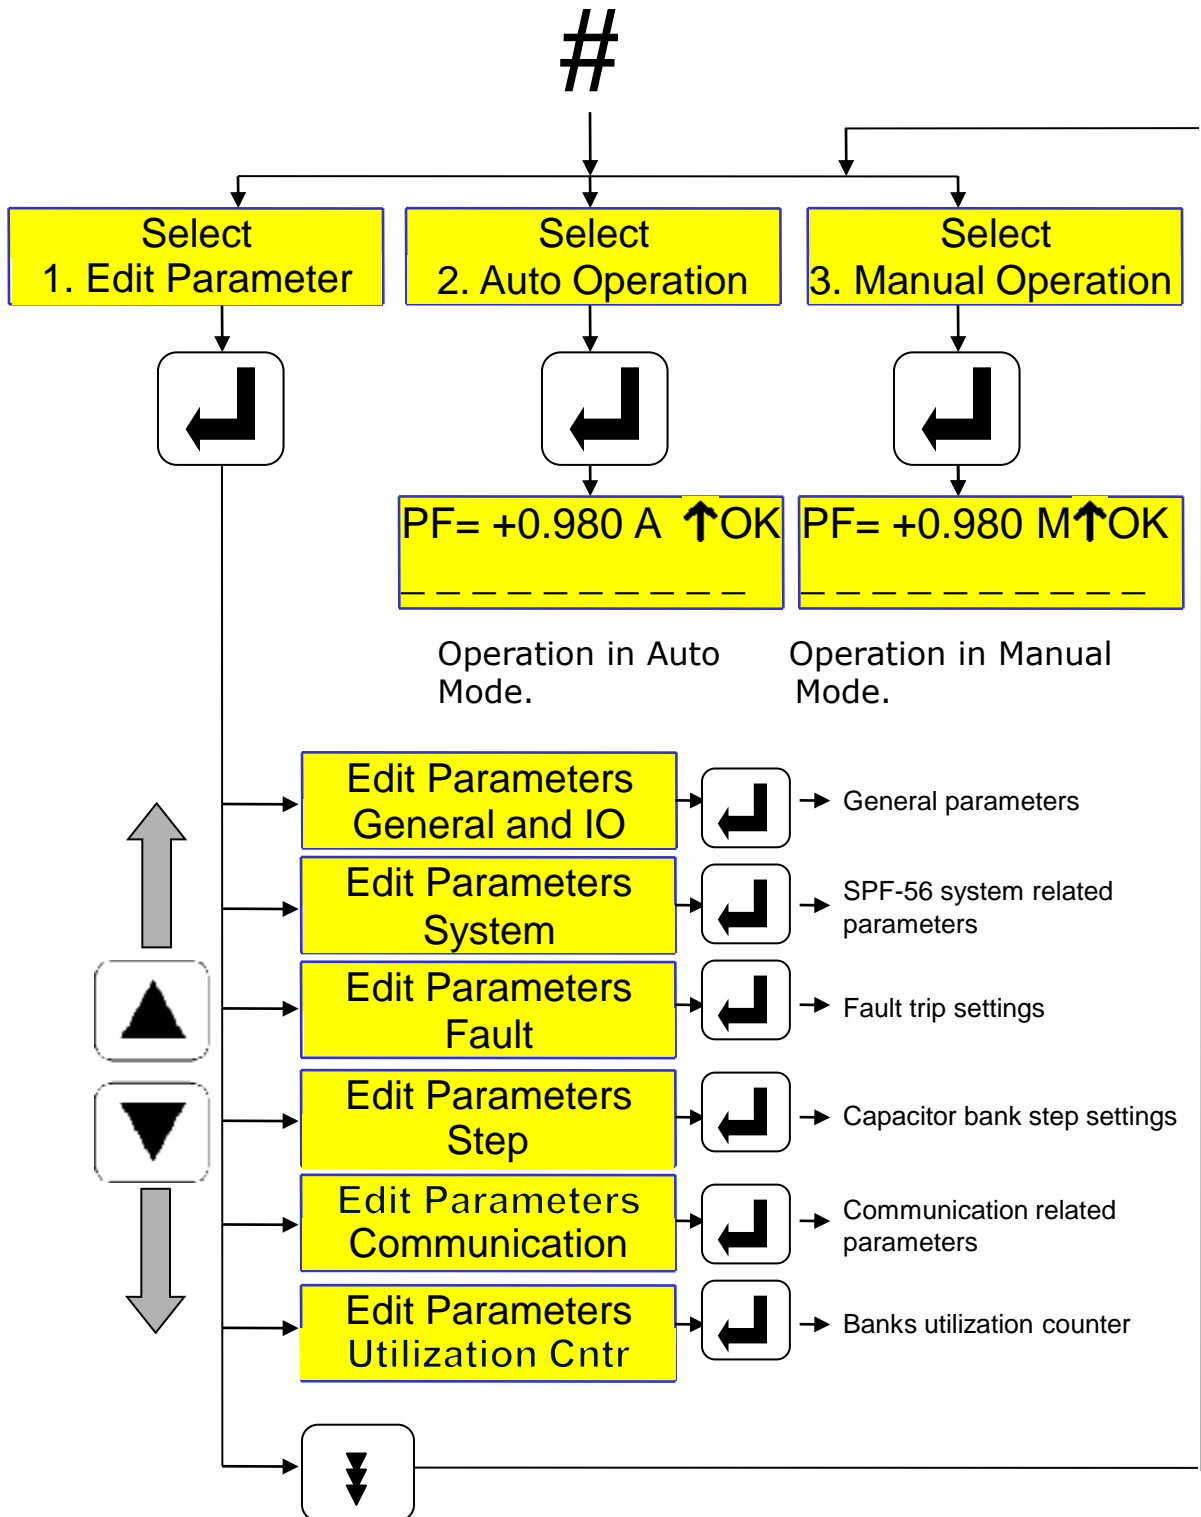 #
Select
1. Edit Parameter
Select
2. Auto Operation
Select
3. Manual Operation
PF= +0.980 A ↑OK
_ _ _ _ _ _ _ _ _ _
PF= +0.980 M↑OK
_ _ _ _ _ _ _ _ _ _
Operation in Auto
Mode.
Operation in Manual
Mode.
Edit Parameters
General and IO
General parameters
Edit Parameters
System
SPF-56 system related
parameters
Edit Parameters
Fault
Fault trip settings
Edit Parameters
Step
Capacitor bank step settings
Edit Parameters
Communication
Communication related
parameters
Edit Parameters
Utilization Cntr
Banks utilization counter